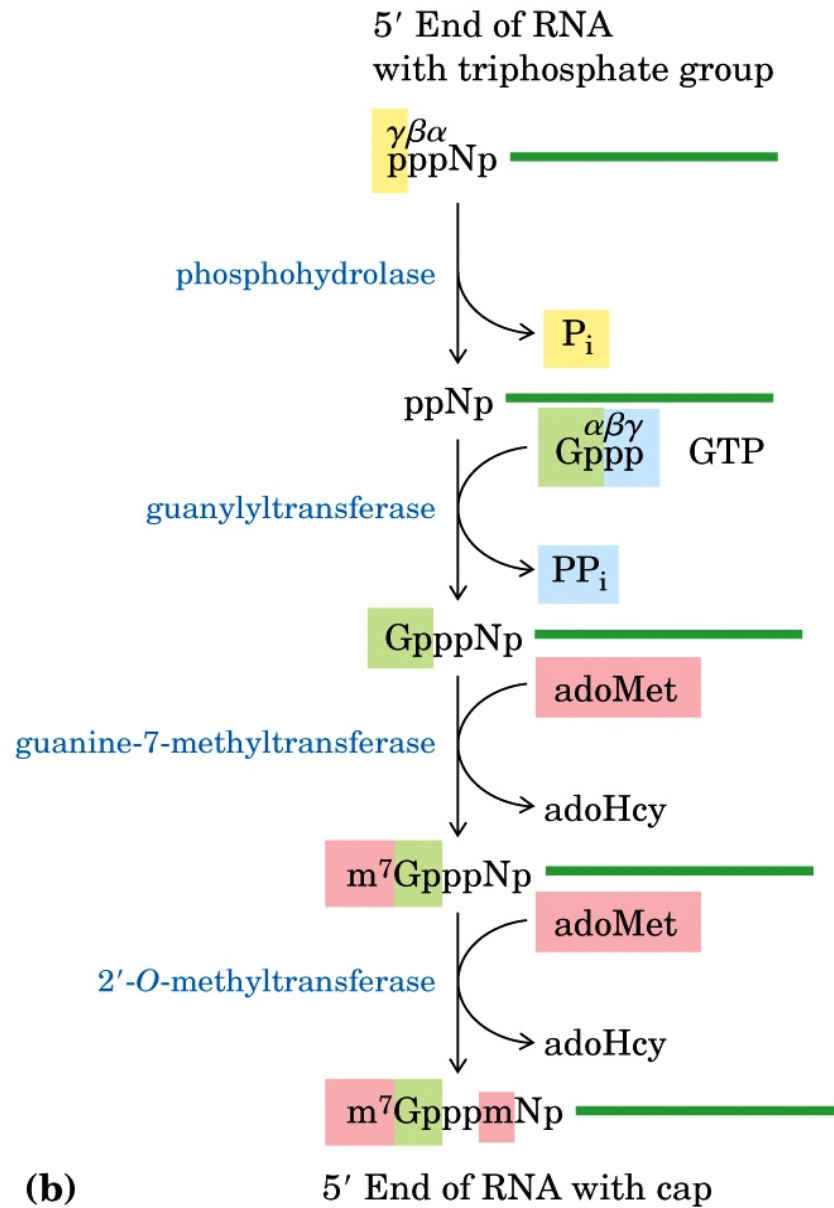 5′ End of RNA
with triphosphate group
γβα
pppNp
phosphohydrolase
Pᵢ
ppNp
αβγ
Gppp GTP
guanylyltransferase
PPᵢ
GpppNp
adoMet
guanine-7-methyltransferase
adoHcy
m⁷GpppNp
adoMet
2′-O-methyltransferase
adoHcy
m⁷GpppmNp
(b) 5′ End of RNA with cap